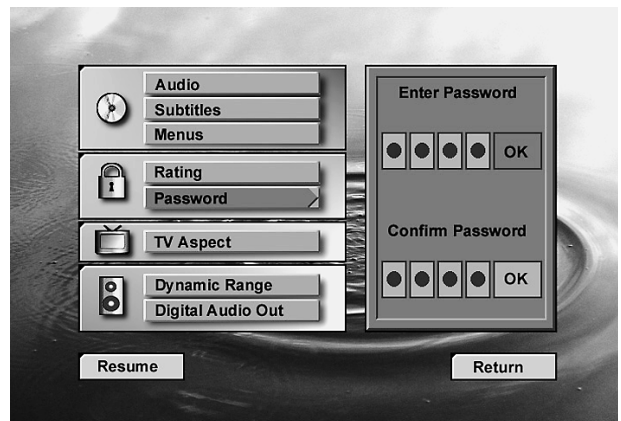 Audio
Subtitles
Menus
Rating
Password
TV Aspect
Dynamic Range
Digital Audio Out
Enter Password
OK
Confirm Password
OK
Resume
Return